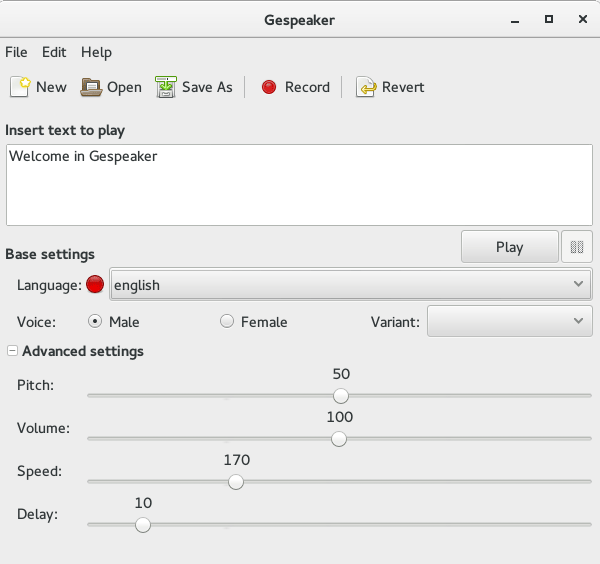 Gespeaker
File Edit Help
New Open Save As Record Revert
Insert text to play
Welcome in Gespeaker
Play
Base settings
Language: english
Voice: Male Female Variant:
Advanced settings
50
Pitch:
100
Volume:
170
Speed:
10
Delay: